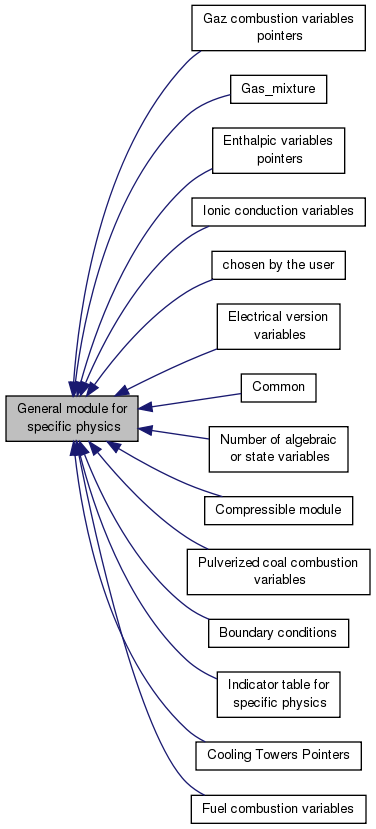 Gaz combustion variables
pointers
Gas_mixture
Enthalpic variables
pointers
Ionic conduction variables
chosen by the user
Electrical version
variables
Common
General module for
specific physics
Number of algebraic
or state variables
Compressible module
Pulverized coal combustion
variables
Boundary conditions
Indicator table for
specific physics
Cooling Towers Pointers
Fuel combustion variables